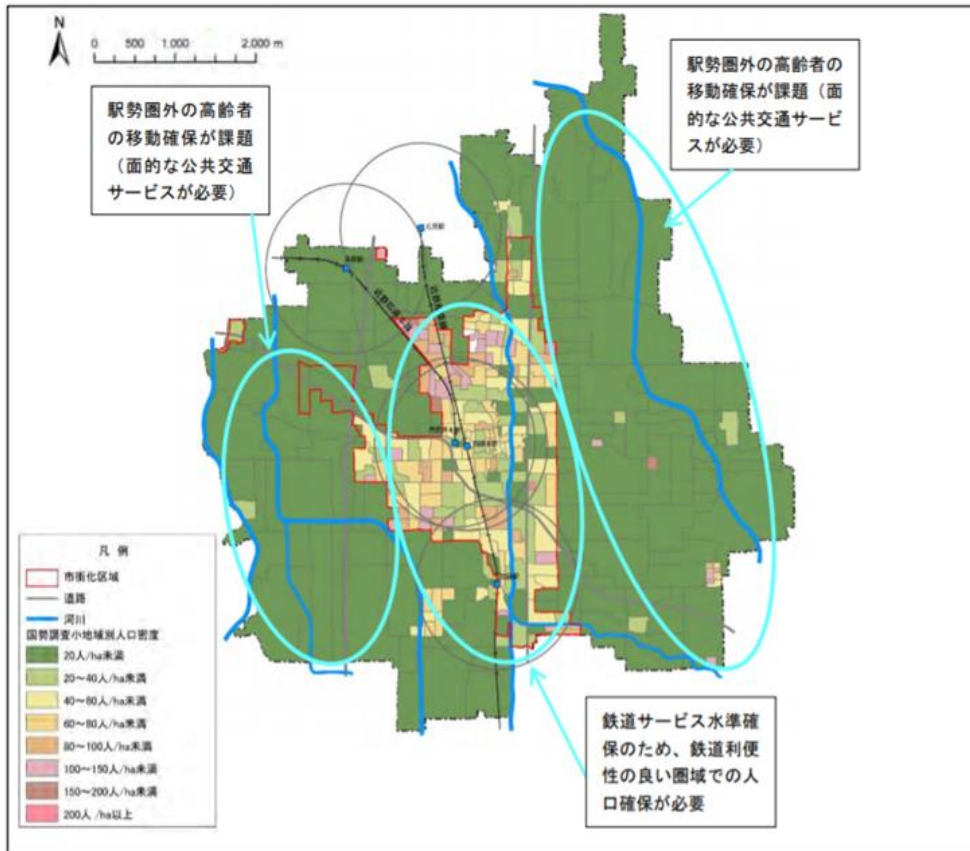 N
0 500 1,000 2,000 m
駅勢圏外の高齢者
の移動確保が課題
（面的な公共交通
サービスが必要）
駅勢圏外の高齢者の
移動確保が課題（面
的な公共交通サービ
スが必要）
凡 例
市街化区域
道路
河川
国勢調査小地域別人口密度
20人/ha未満
20～40人/ha未満
40～60人/ha未満
60～80人/ha未満
80～100人/ha未満
100～150人/ha未満
150～200人/ha未満
200人 /ha以上
鉄道サービス水準確
保のため、鉄道利便
性の良い圏域での人
口確保が必要